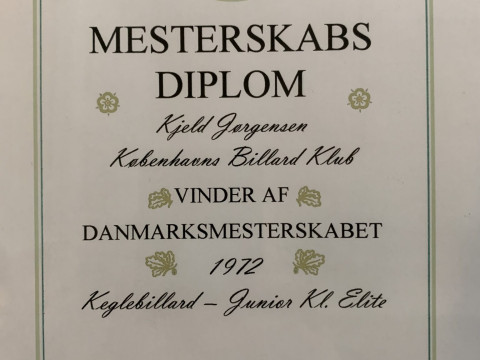 MESTERSKABS
DIPLOM
Kjeld Jørgensen
Københavns Billard Klub
VINDER AF
DANMARKSMESTERSKABET
1972
Keglebillard – Junior Kl. Elite